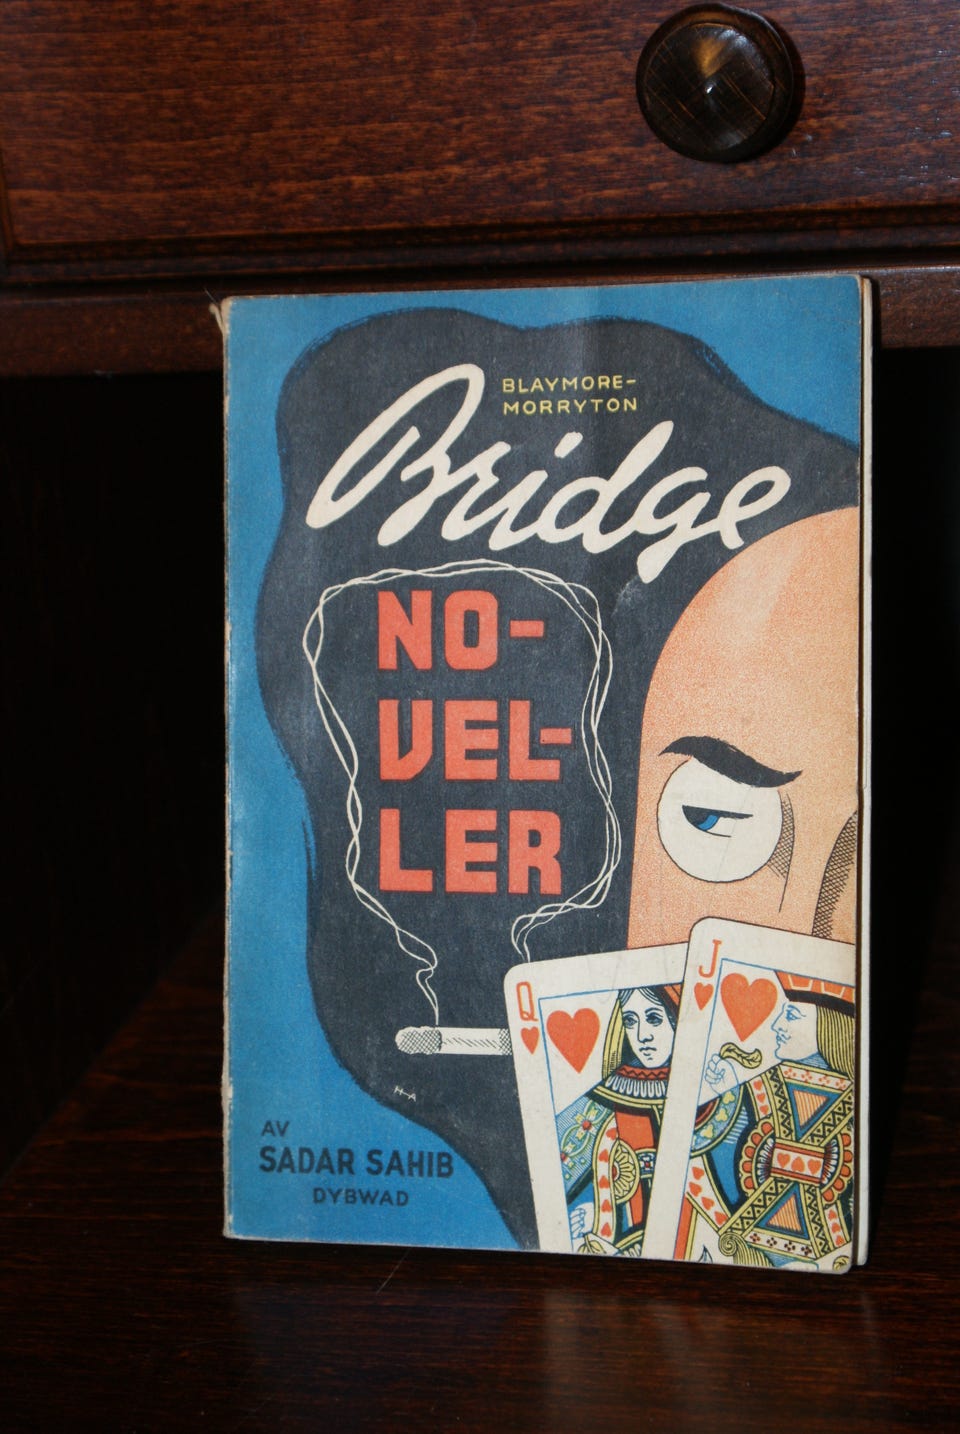 BLAYMORE-
MORRYTON
Bridge
NO-
VEL-
LER
Q
J
H A
AV
SADAR SAHIB
DYBWAD